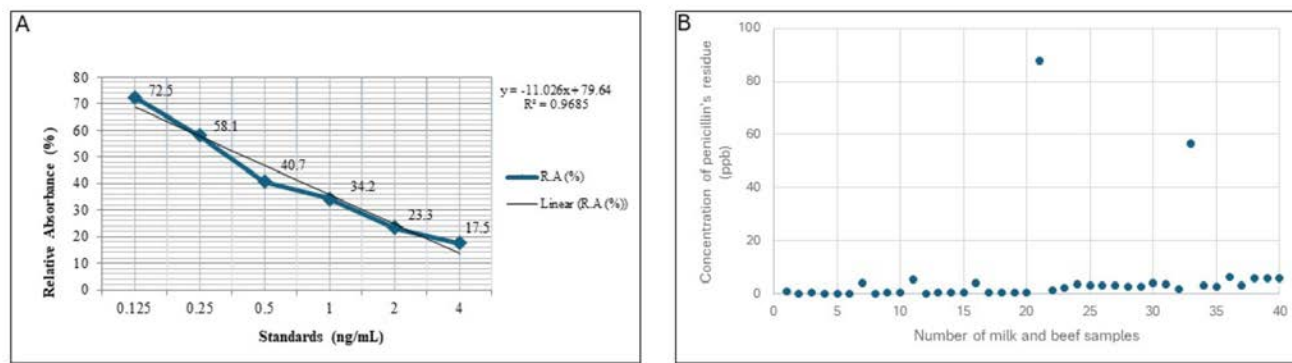 A
y = -11.026x + 79.64
R² = 0.9685
80
70
60
50
40
30
20
10
0
72.5
58.1
40.7
34.2
23.3
17.5
0.125 0.25 0.5 1 2 4
Relative Absorbance (%)
Standards (ng/mL)
R.A (%)
Linear (R.A (%))
B
100
80
60
40
20
0
0 5 10 15 20 25 30 35 40
Concentration of penicillin's residue
(ppb)
Number of milk and beef samples